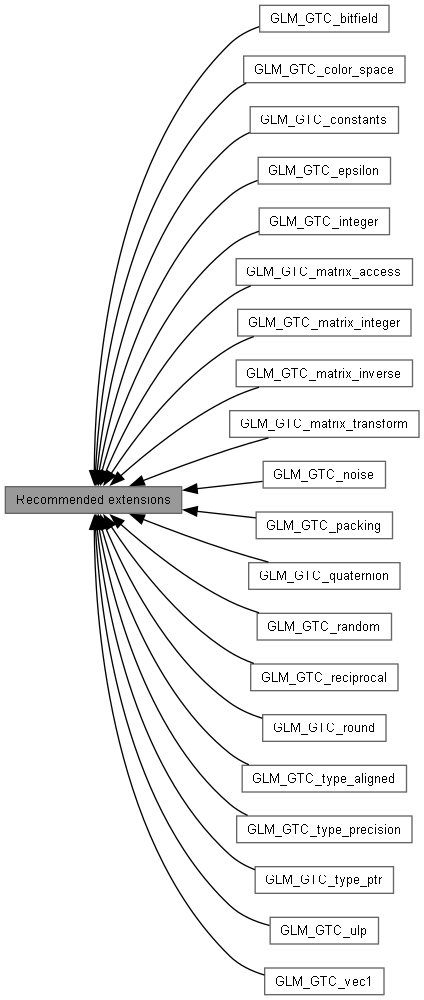 GLM_GTC_bitfield
GLM_GTC_color_space
GLM_GTC_constants
GLM_GTC_epsilon
GLM_GTC_integer
GLM_GTC_matrix_access
GLM_GTC_matrix_integer
GLM_GTC_matrix_inverse
GLM_GTC_matrix_transform
GLM_GTC_noise
Recommended extensions
GLM_GTC_packing
GLM_GTC_quaternion
GLM_GTC_random
GLM_GTC_reciprocal
GLM_GTC_round
GLM_GTC_type_aligned
GLM_GTC_type_precision
GLM_GTC_type_ptr
GLM_GTC_ulp
GLM_GTC_vec1